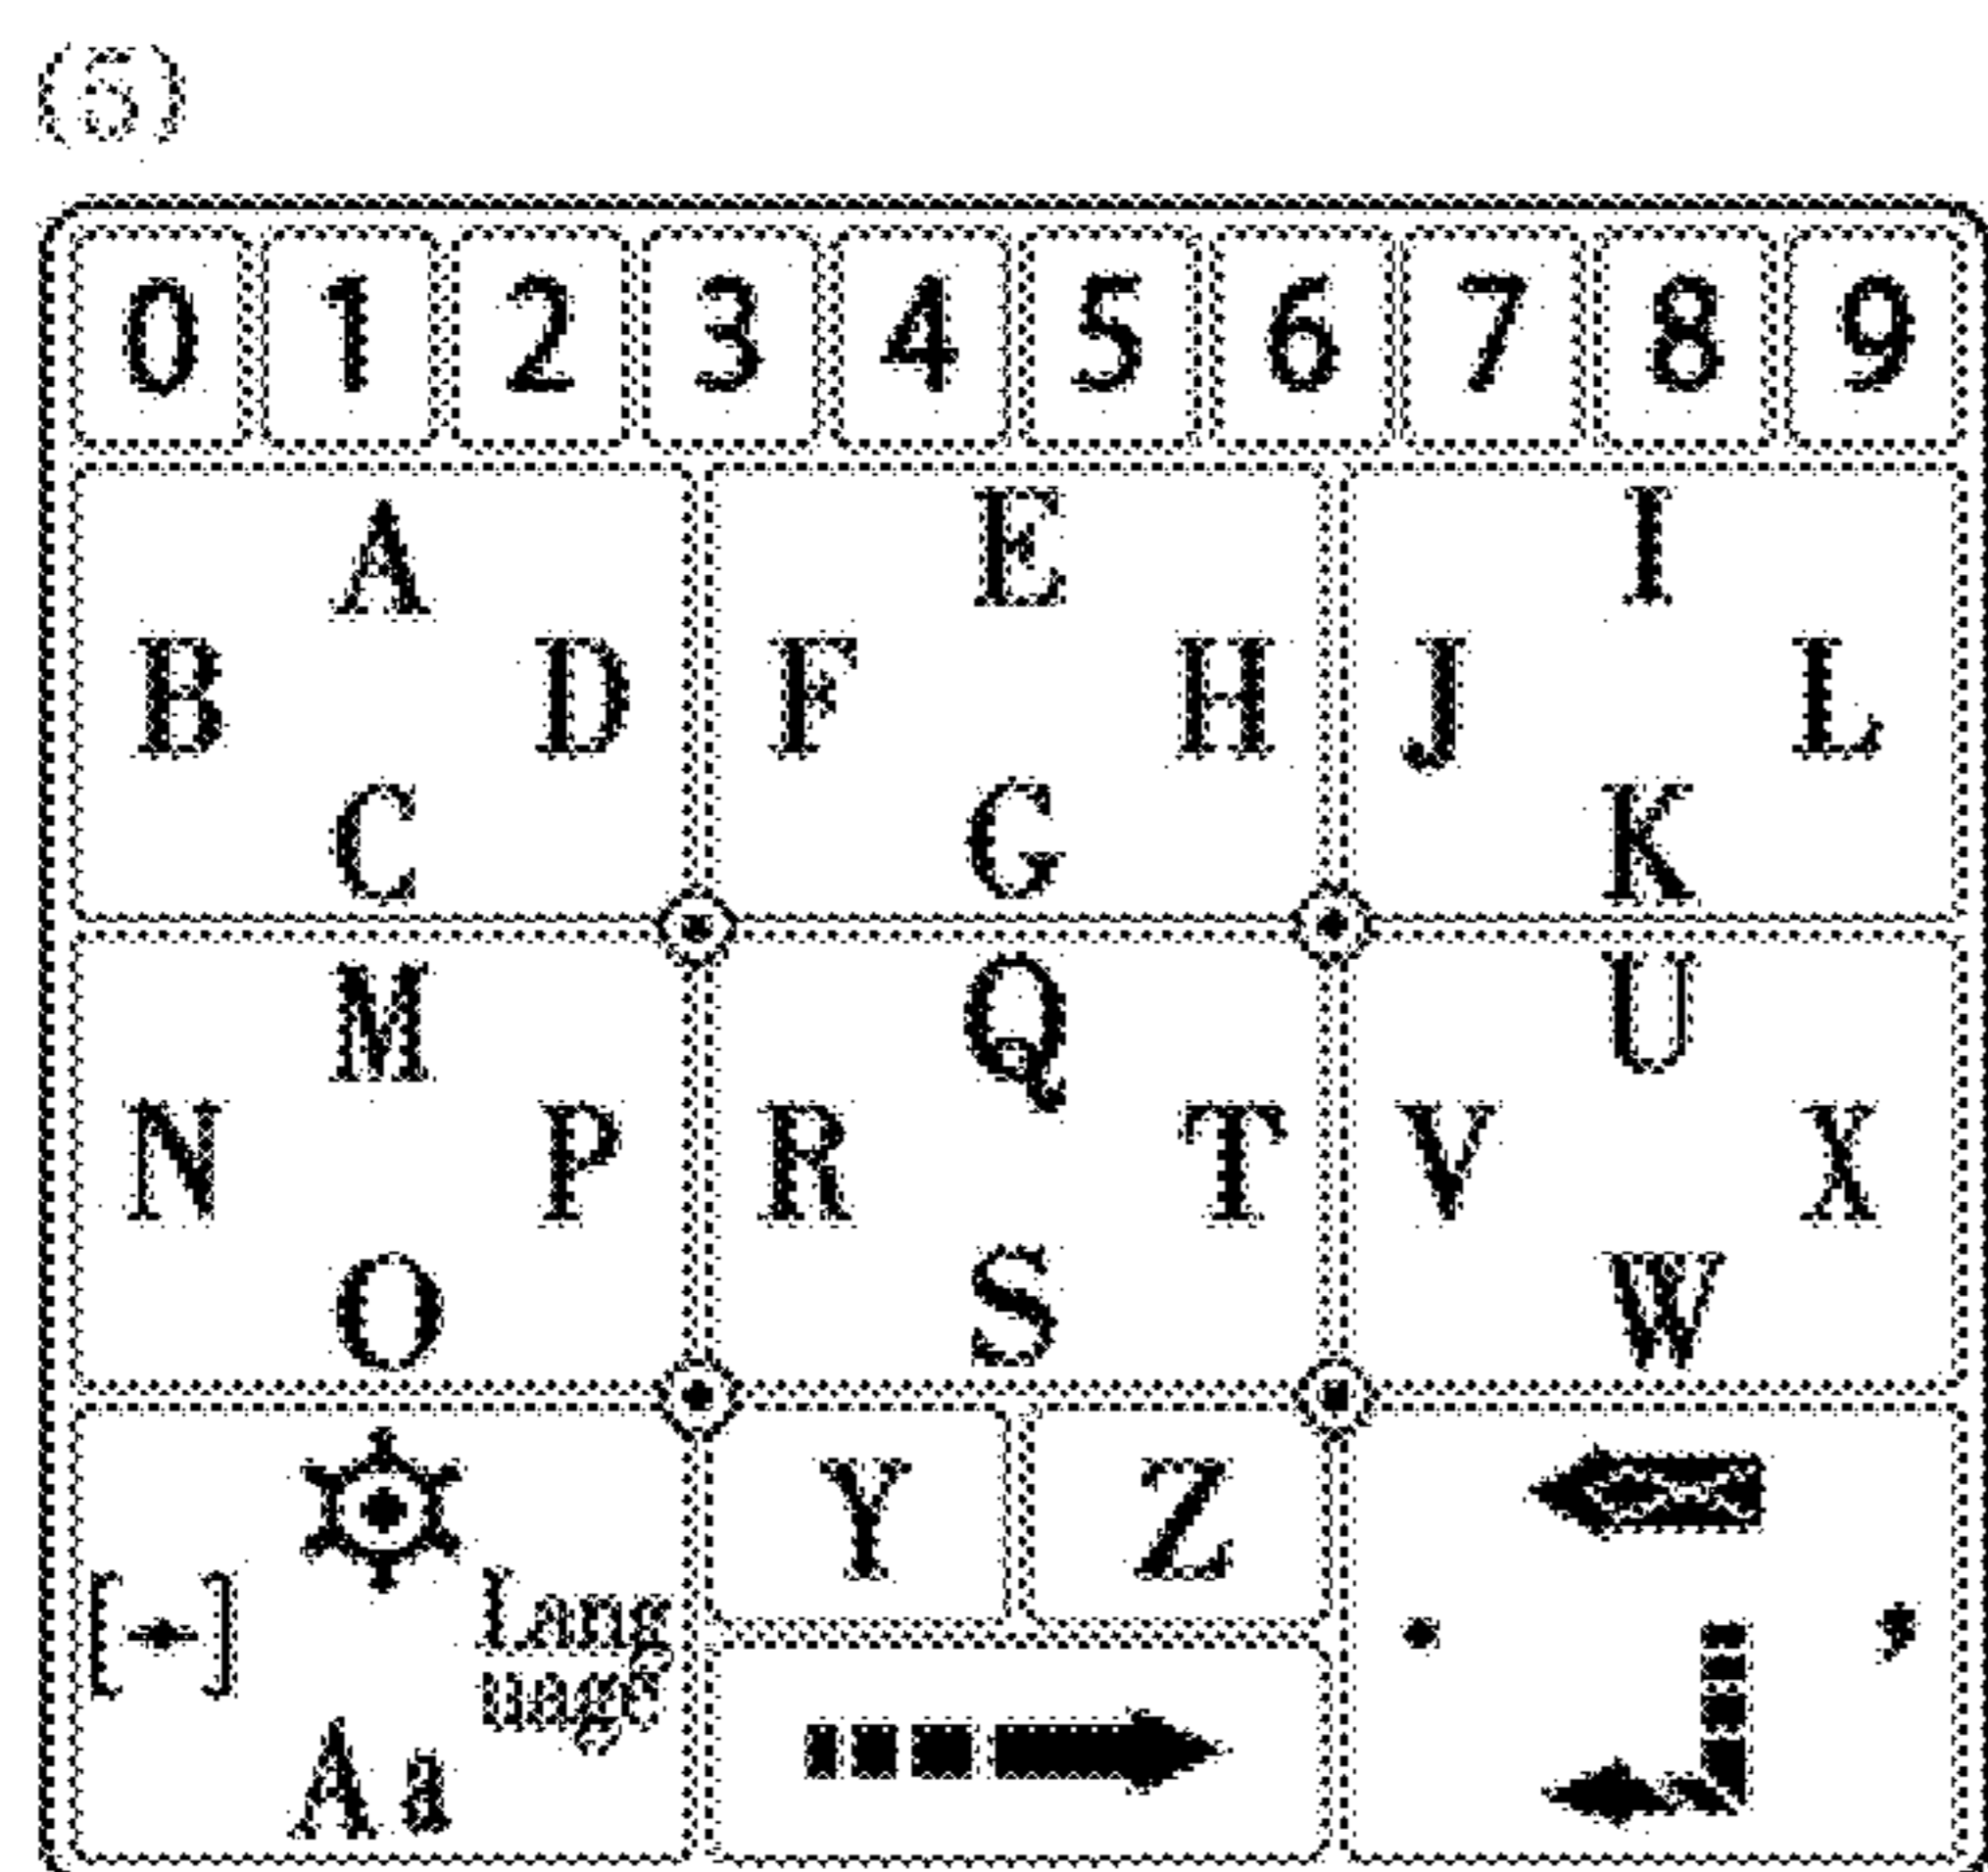 (5)
0 1 2 3 4 5 6 7 8 9
A E I
B D F H J L
C G K
M Q U
N P R T V X
O S W
Y Z
[-] Lang . ,
uage
Aa